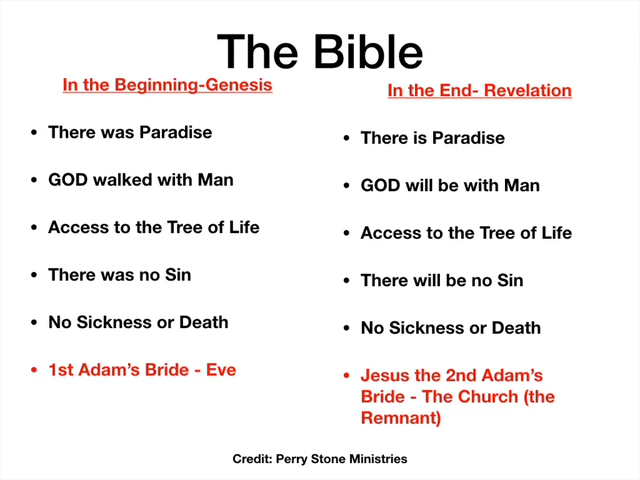 The Bible
In the Beginning-Genesis
• There was Paradise
• GOD walked with Man
• Access to the Tree of Life
• There was no Sin
• No Sickness or Death
• 1st Adam's Bride - Eve
In the End- Revelation
• There is Paradise
• GOD will be with Man
• Access to the Tree of Life
• There will be no Sin
• No Sickness or Death
• Jesus the 2nd Adam's
Bride - The Church (the
Remnant)
Credit: Perry Stone Ministries